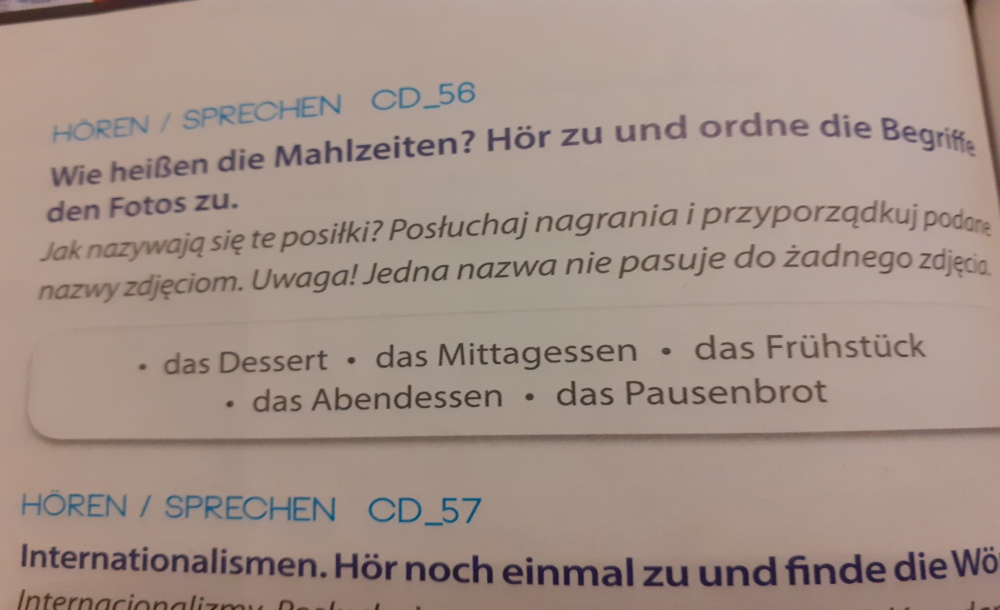 HÖREN / SPRECHEN CD_56
Wie heißen die Mahlzeiten? Hör zu und ordne die Begriffe
den Fotos zu.
Jak nazywają się te posiłki? Posłuchaj nagrania i przyporządkuj podane
nazwy zdjęciom. Uwaga! Jedna nazwa nie pasuje do żadnego zdjęcia.
• das Dessert • das Mittagessen • das Frühstück
• das Abendessen • das Pausenbrot
HÖREN / SPRECHEN CD_57
Internationalismen. Hör noch einmal zu und finde die
Internacjonalizmy.